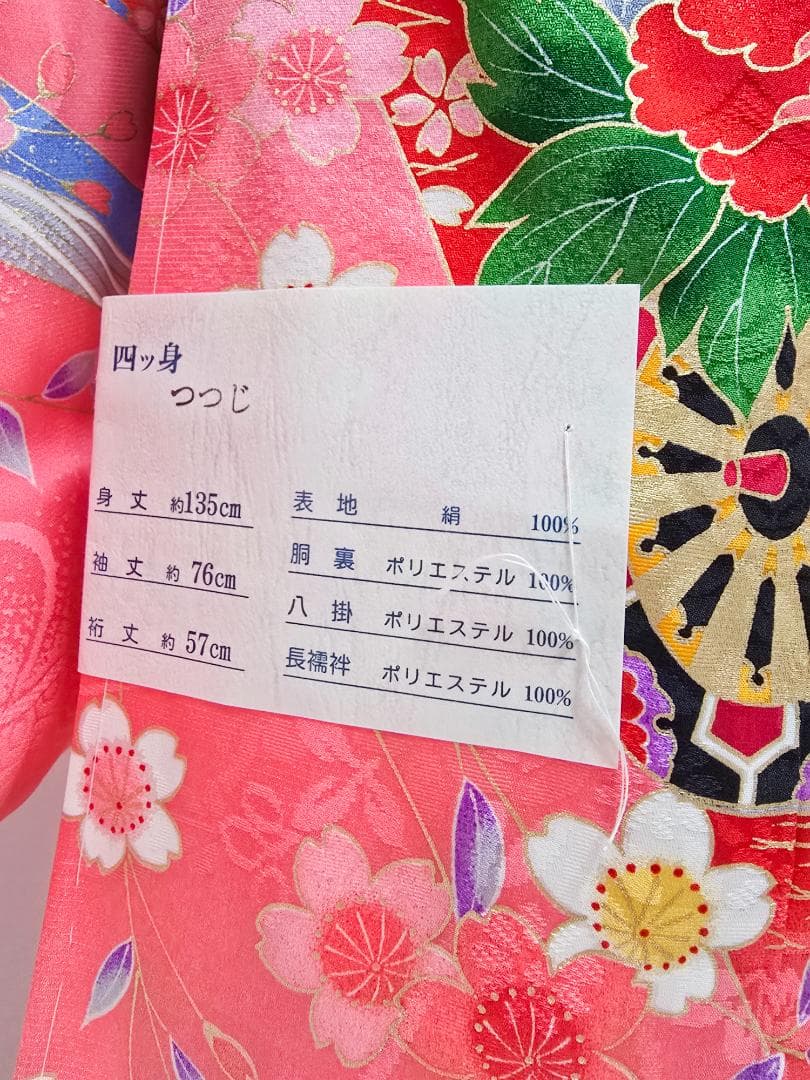 四ッ身
つつじ
身丈 約135cm
袖丈 約76cm
裄丈 約57cm
表地 絹 100%
胴裏 ポリエステル 100%
八掛 ポリエステル 100%
長襦袢 ポリエステル 100%